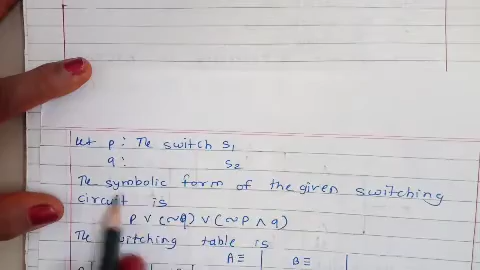 Let p : The switch S1
q : S2
The symbolic form of the given switching
circuit is
p ∨ (~q) ∨ (~p ∧ q)
The switching table is
A ≡ B ≡